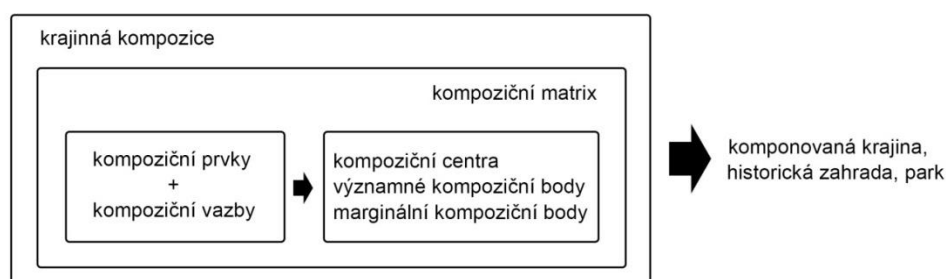 krajinná kompozice
kompoziční matrix
kompoziční prvky
+
kompoziční vazby
kompoziční centra
významné kompoziční body
marginální kompoziční body
komponovaná krajina,
historická zahrada, park